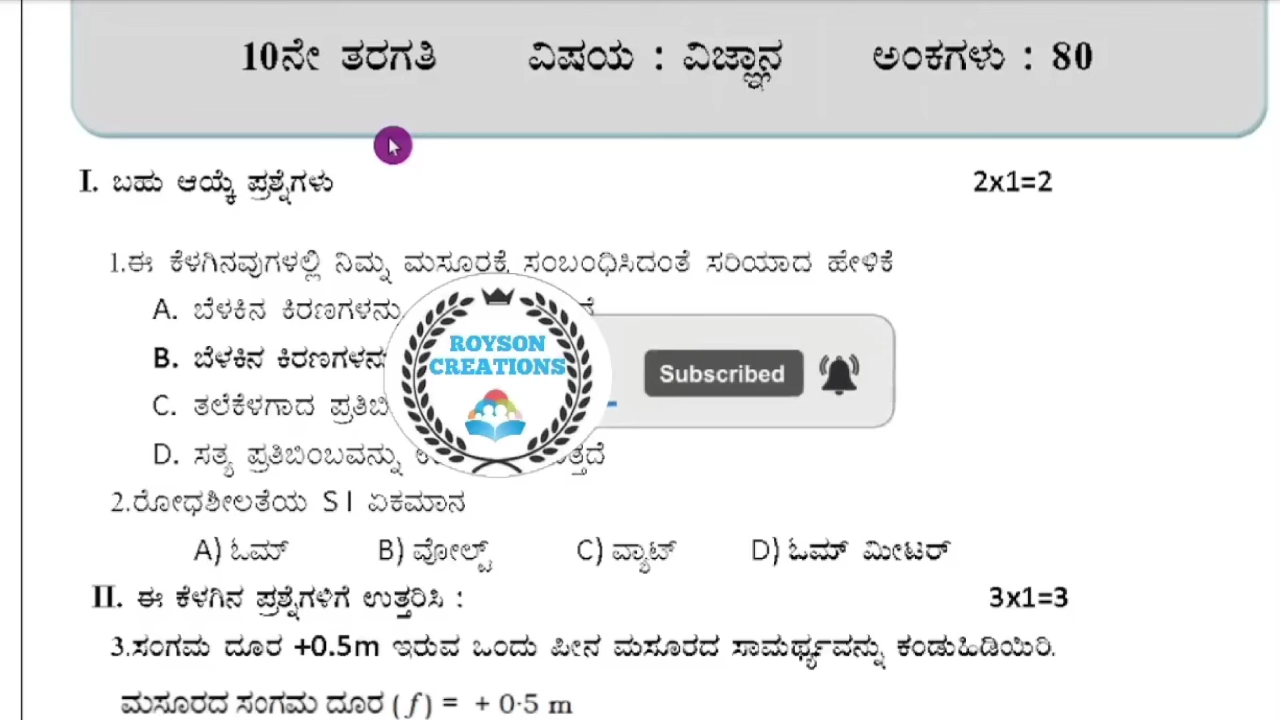 10ನೇ ತರಗತಿ ವಿಷಯ : ವಿಜ್ಞಾನ ಅಂಕಗಳು : 80
I. ಬಹು ಆಯ್ಕೆ ಪ್ರಶ್ನೆಗಳು 2x1=2
1.ಈ ಕೆಳಗಿನವುಗಳಲ್ಲಿ ನಿಮ್ನ ಮಸೂರಕ್ಕೆ ಸಂಬಂಧಿಸಿದಂತೆ ಸರಿಯಾದ ಹೇಳಿಕೆ
A. ಬೆಳಕಿನ ಕಿರಣಗಳನು
B. ಬೆಳಕಿನ
C. ತಲೆಕೆಳಗಾದ
D. ಸತ್ಯ ಪ್ರತಿಬಿಂಬವನ್ನು
ROYSON
CREATIONS
Subscribed
2.ರೋಧಶೀಲತೆಯ S I ಏಕಮಾನ
A) ಓಮ್ B) ವೋಲ್ಟ್ C) ವ್ಯಾಟ್ D) ಓಮ್ ಮೀಟರ್
II. ಈ ಕೆಳಗಿನ ಪ್ರಶ್ನೆಗಳಿಗೆ ಉತ್ತರಿಸಿ : 3x1=3
3.ಸಂಗಮ ದೂರ +0.5m ಇರುವ ಒಂದು ಪೀನ ಮಸೂರದ ಸಾಮರ್ಥ್ಯವನ್ನು ಕಂಡುಹಿಡಿಯಿರಿ.
ಮಸೂರದ ಸಂಗಮ ದೂರ (f) = + 0·5 m